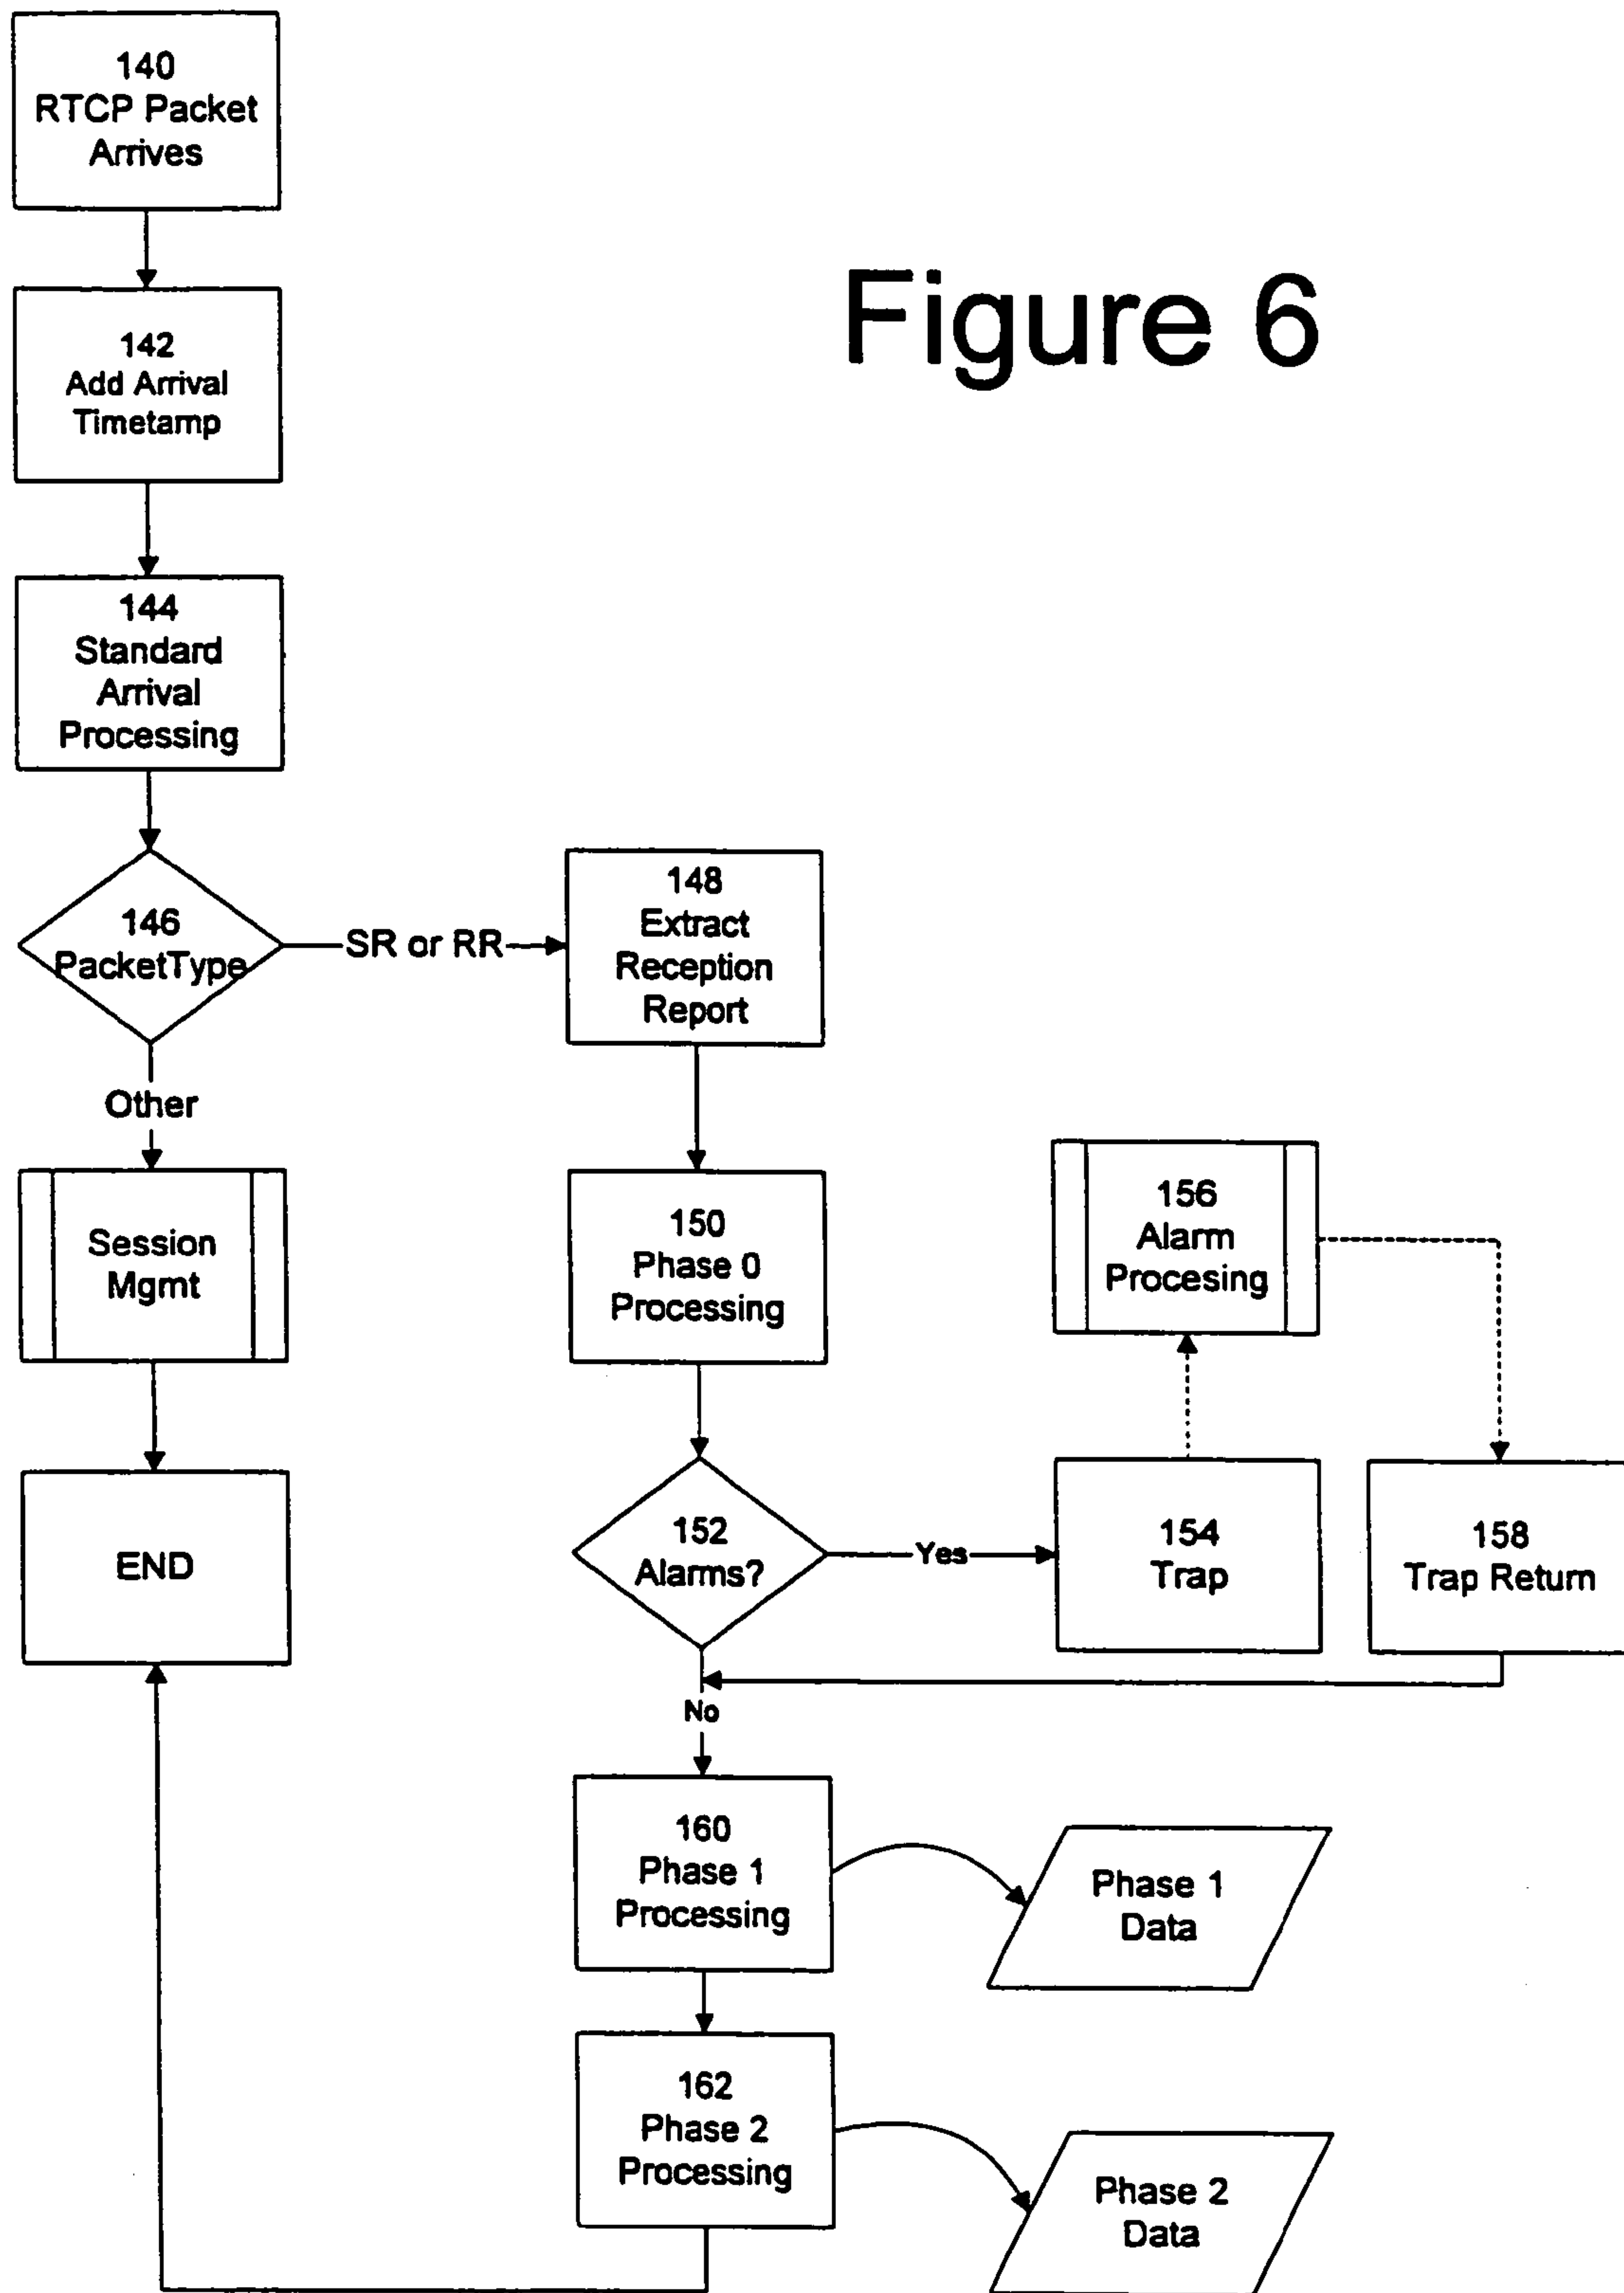 140
RTCP Packet
Arrives
Figure 6
142
Add Arrival
Timetamp
144
Standard
Arrival
Processing
146
PacketType
SR or RR
148
Extract
Reception
Report
Other
Session
Mgmt
150
Phase 0
Processing
156
Alarm
Procesing
END
152
Alarms?
Yes
154
Trap
158
Trap Return
No
160
Phase 1
Processing
Phase 1
Data
162
Phase 2
Processing
Phase 2
Data